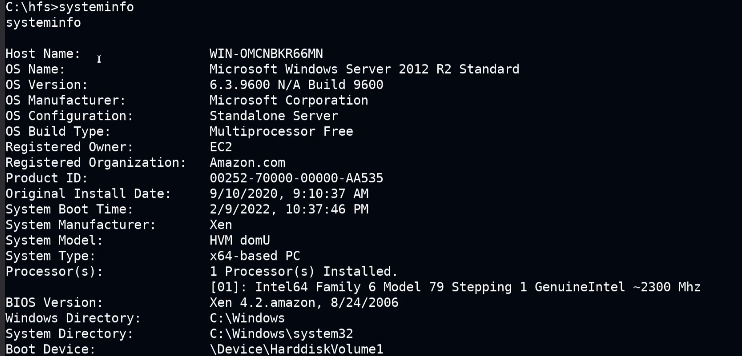 C:\hfs>systeminfo
systeminfo
Host Name: WIN-OMCNBKR66MN
OS Name: Microsoft Windows Server 2012 R2 Standard
OS Version: 6.3.9600 N/A Build 9600
OS Manufacturer: Microsoft Corporation
OS Configuration: Standalone Server
OS Build Type: Multiprocessor Free
Registered Owner: EC2
Registered Organization: Amazon.com
Product ID: 00252-70000-00000-AA535
Original Install Date: 9/10/2020, 9:10:37 AM
System Boot Time: 2/9/2022, 10:37:46 PM
System Manufacturer: Xen
System Model: HVM domU
System Type: x64-based PC
Processor(s): 1 Processor(s) Installed.
[01]: Intel64 Family 6 Model 79 Stepping 1 GenuineIntel ~2300 Mhz
BIOS Version: Xen 4.2.amazon, 8/24/2006
Windows Directory: C:\Windows
System Directory: C:\Windows\system32
Boot Device: \Device\HarddiskVolume1